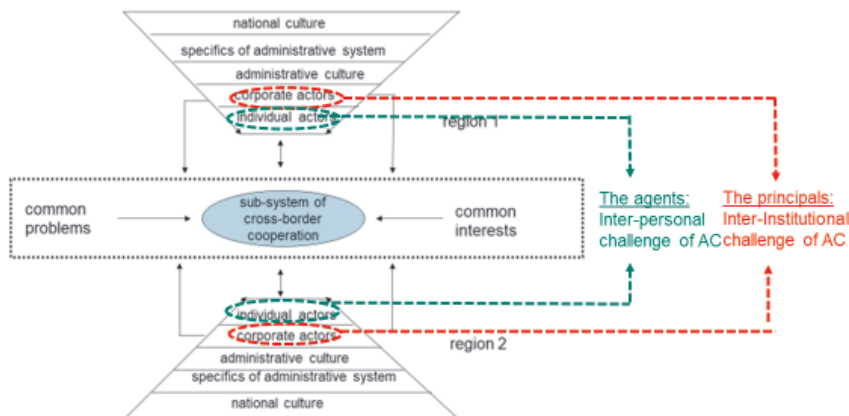 national culture
specifics of administrative system
administrative culture
corporate actors
individual actors
region 1
common
problems
sub-system of
cross-border
cooperation
common
interests
The agents:
Inter-personal
challenge of AC
The principals:
Inter-Institutional
challenge of AC
individual actors
corporate actors
region 2
administrative culture
specifics of administrative system
national culture